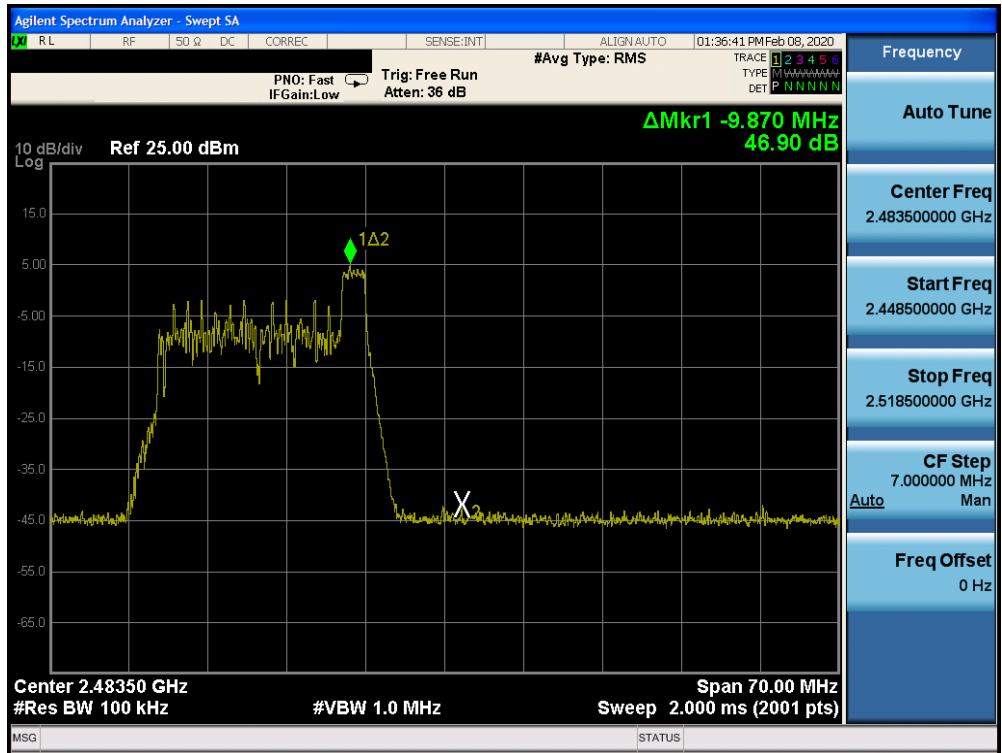 Agilent Spectrum Analyzer - Swept SA
LXI RL RF 50 Ω DC CORREC SENSE:INT ALIGN AUTO 01:36:41 PM Feb 08, 2020
Frequency
#Avg Type: RMS
TRACE 1 2 3 4 5 6
PNO: Fast Trig: Free Run
TYPE M WWWWW
IFGain:Low Atten: 36 dB
DET P N N N N N
Auto Tune
ΔMkr1 -9.870 MHz
46.90 dB
10 dB/div Ref 25.00 dBm
Log
Center Freq
2.483500000 GHz
15.0
1Δ2
5.00
Start Freq
2.448500000 GHz
-5.00
-15.0
Stop Freq
2.518500000 GHz
-25.0
-35.0
CF Step
7.000000 MHz
Auto Man
X2
-45.0
Freq Offset
0 Hz
-55.0
-65.0
Center 2.48350 GHz Span 70.00 MHz
#Res BW 100 kHz #VBW 1.0 MHz Sweep 2.000 ms (2001 pts)
MSG STATUS